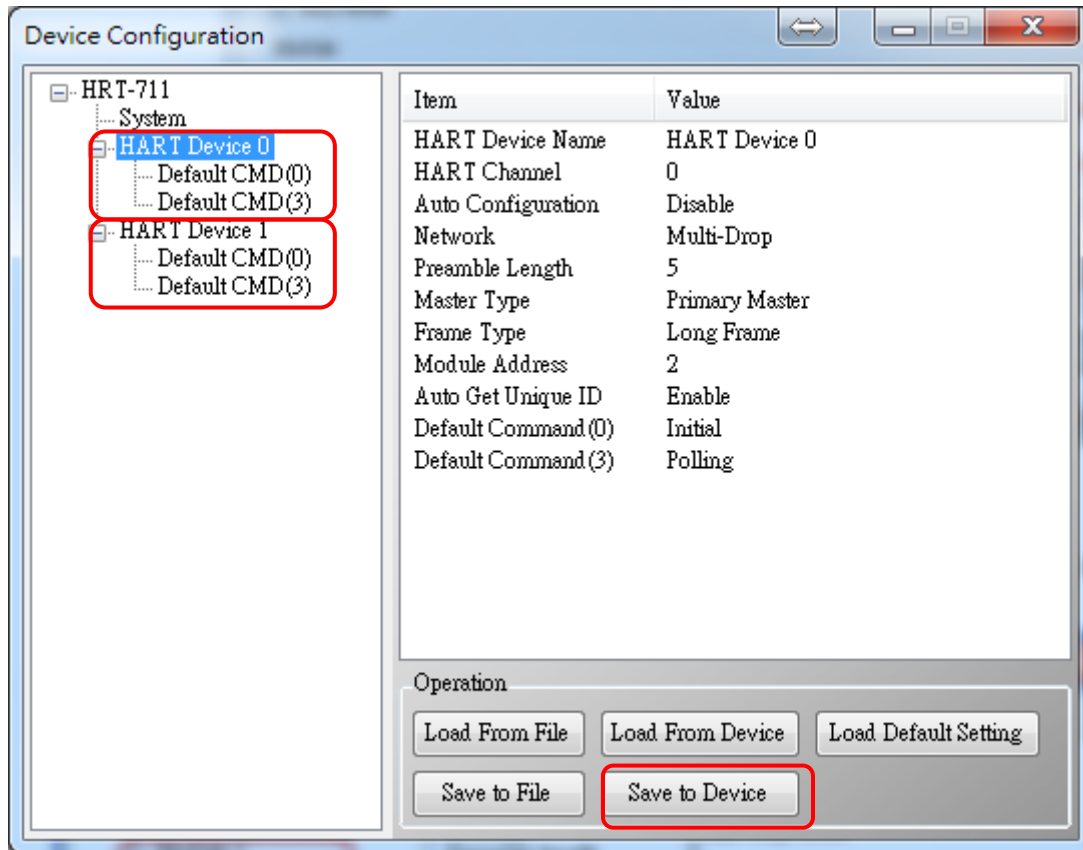 Device Configuration
HRT-711
System
HART Device 0
Default CMD(0)
Default CMD(3)
HART Device 1
Default CMD(0)
Default CMD(3)
Item Value
HART Device Name HART Device 0
HART Channel 0
Auto Configuration Disable
Network Multi-Drop
Preamble Length 5
Master Type Primary Master
Frame Type Long Frame
Module Address 2
Auto Get Unique ID Enable
Default Command(0) Initial
Default Command(3) Polling
Operation
Load From File Load From Device Load Default Setting
Save to File Save to Device